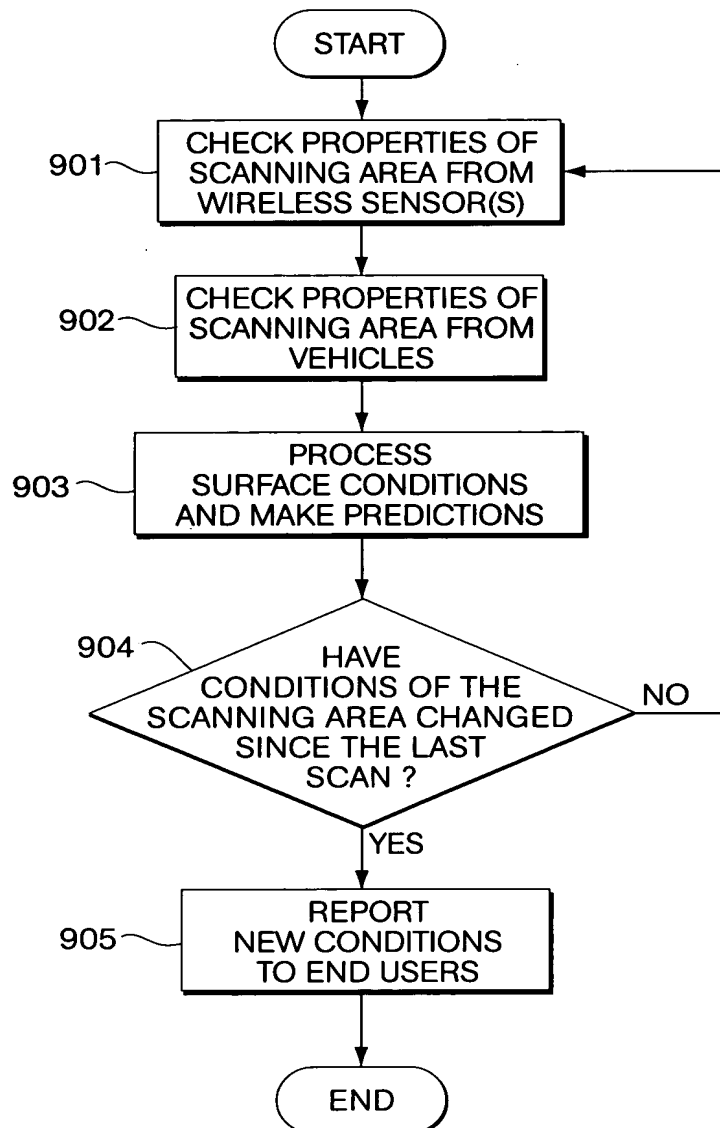 START
901
CHECK PROPERTIES OF
SCANNING AREA FROM
WIRELESS SENSOR(S)
902
CHECK PROPERTIES OF
SCANNING AREA FROM
VEHICLES
903
PROCESS
SURFACE CONDITIONS
AND MAKE PREDICTIONS
904
HAVE
CONDITIONS OF THE
SCANNING AREA CHANGED
SINCE THE LAST
SCAN ?
NO
YES
905
REPORT
NEW CONDITIONS
TO END USERS
END